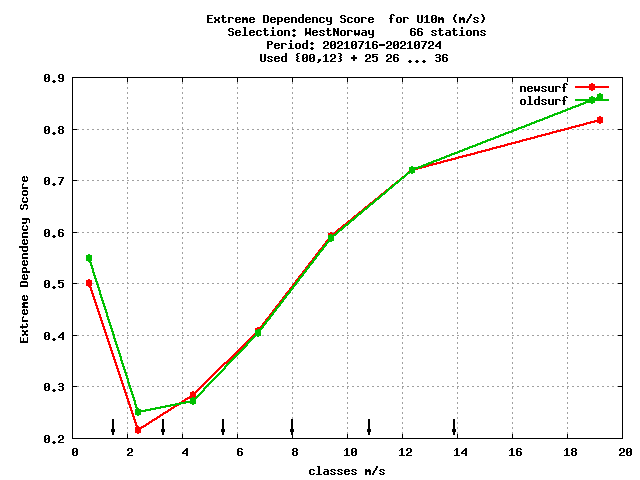 Extreme Dependency Score  for U10m (m/s)
Selection: WestNorway     66 stations
Period: 20210716-20210724
Used {00,12} + 25 26 ... 36
newsurf
oldsurf
Extreme Dependency Score
0.9
0.8
0.7
0.6
0.5
0.4
0.3
0.2
0 2 4 6 8 10 12 14 16 18 20
classes m/s